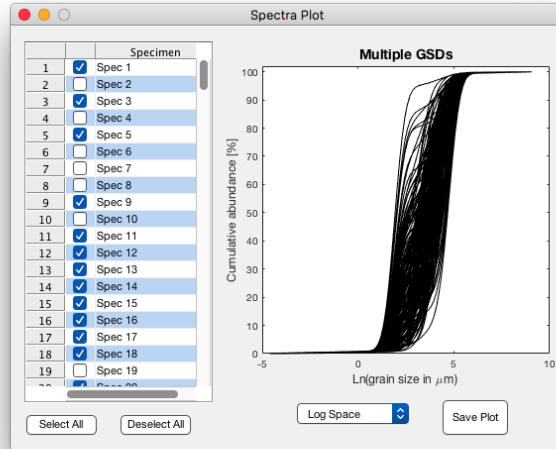 Spectra Plot
Specimen
1 Spec 1
2 Spec 2
3 Spec 3
4 Spec 4
5 Spec 5
6 Spec 6
7 Spec 7
8 Spec 8
9 Spec 9
10 Spec 10
11 Spec 11
12 Spec 12
13 Spec 13
14 Spec 14
15 Spec 15
16 Spec 16
17 Spec 17
18 Spec 18
19 Spec 19
Select All
Deselect All
Multiple GSDs
Cumulative abundance [%]
100
90
80
70
60
50
40
30
20
10
0
-5 0 5 10
Ln(grain size in μm)
Log Space
Save Plot